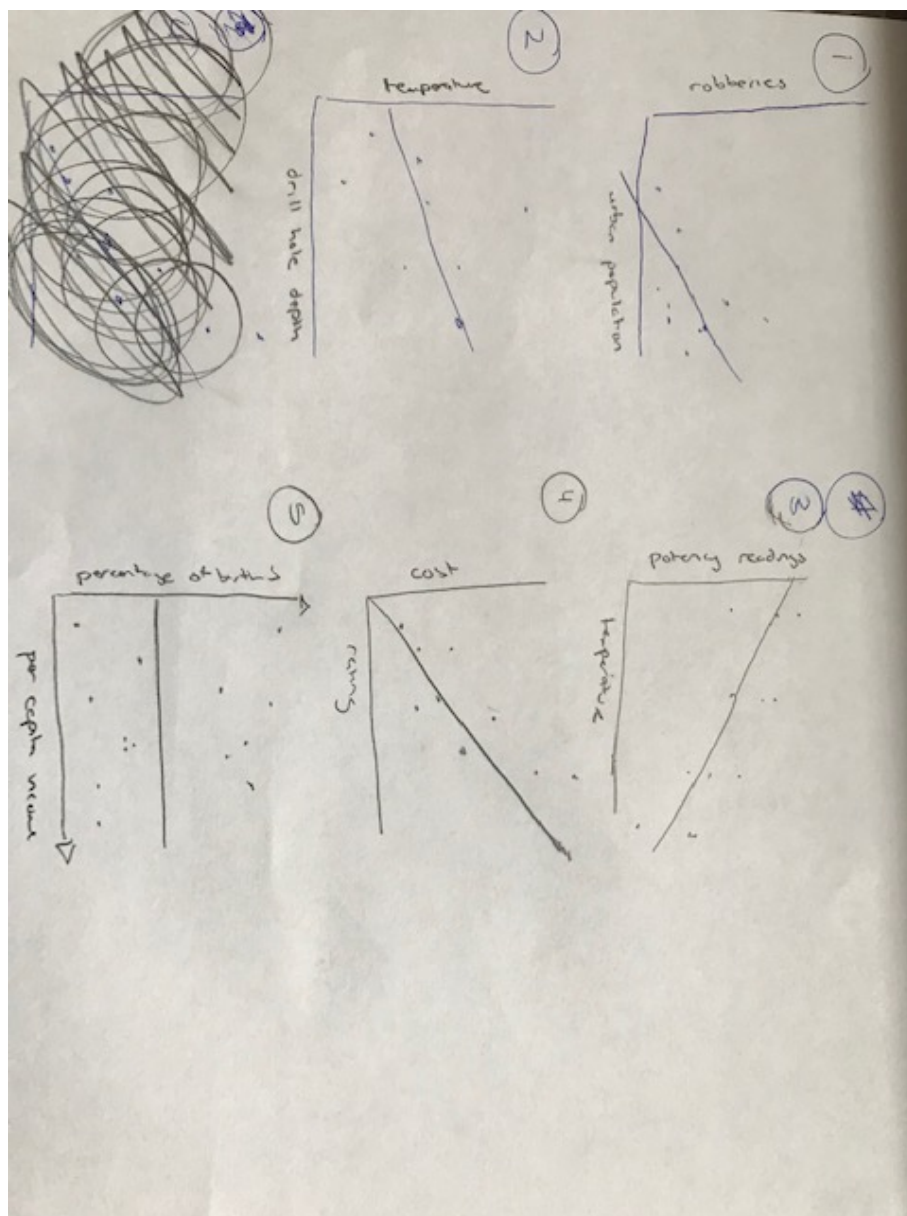 1
robberies
urban population
3
potency readings
temperature
2
temperature
drill hole depth
4
cost
5
percentage of births
per capita income